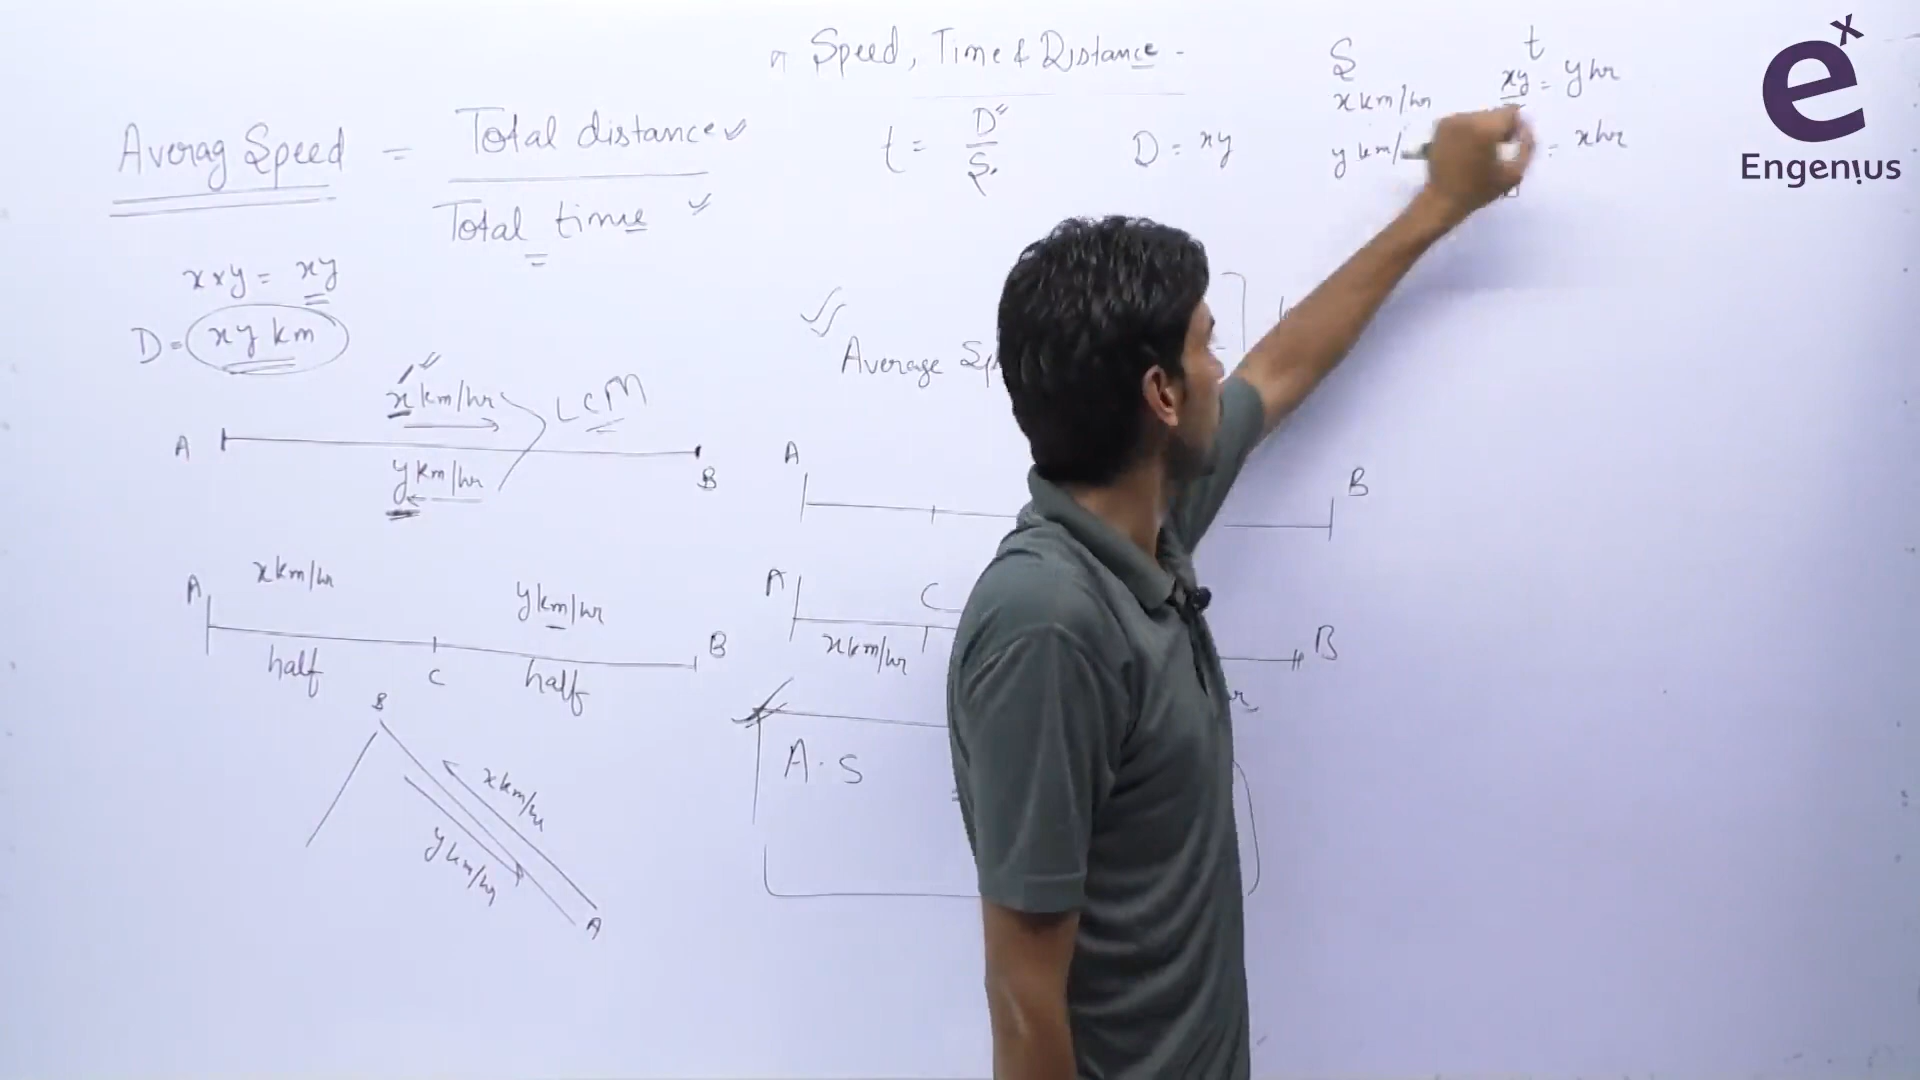 " Speed, Time & Distance -
Averag Speed = Total distance
Total time
t = D
S
D = xy
S t
x km/hr xy = y hr
y km/ = x hr
ex
Engenius
x x y = xy
D = xy km
Average
x km/hr
y km/hr
LCM
A B
A B
x km/hr
y km/hr
A C B
half half
A C B
x km/hr
B
x km/hr
y km/hr
A
A.S